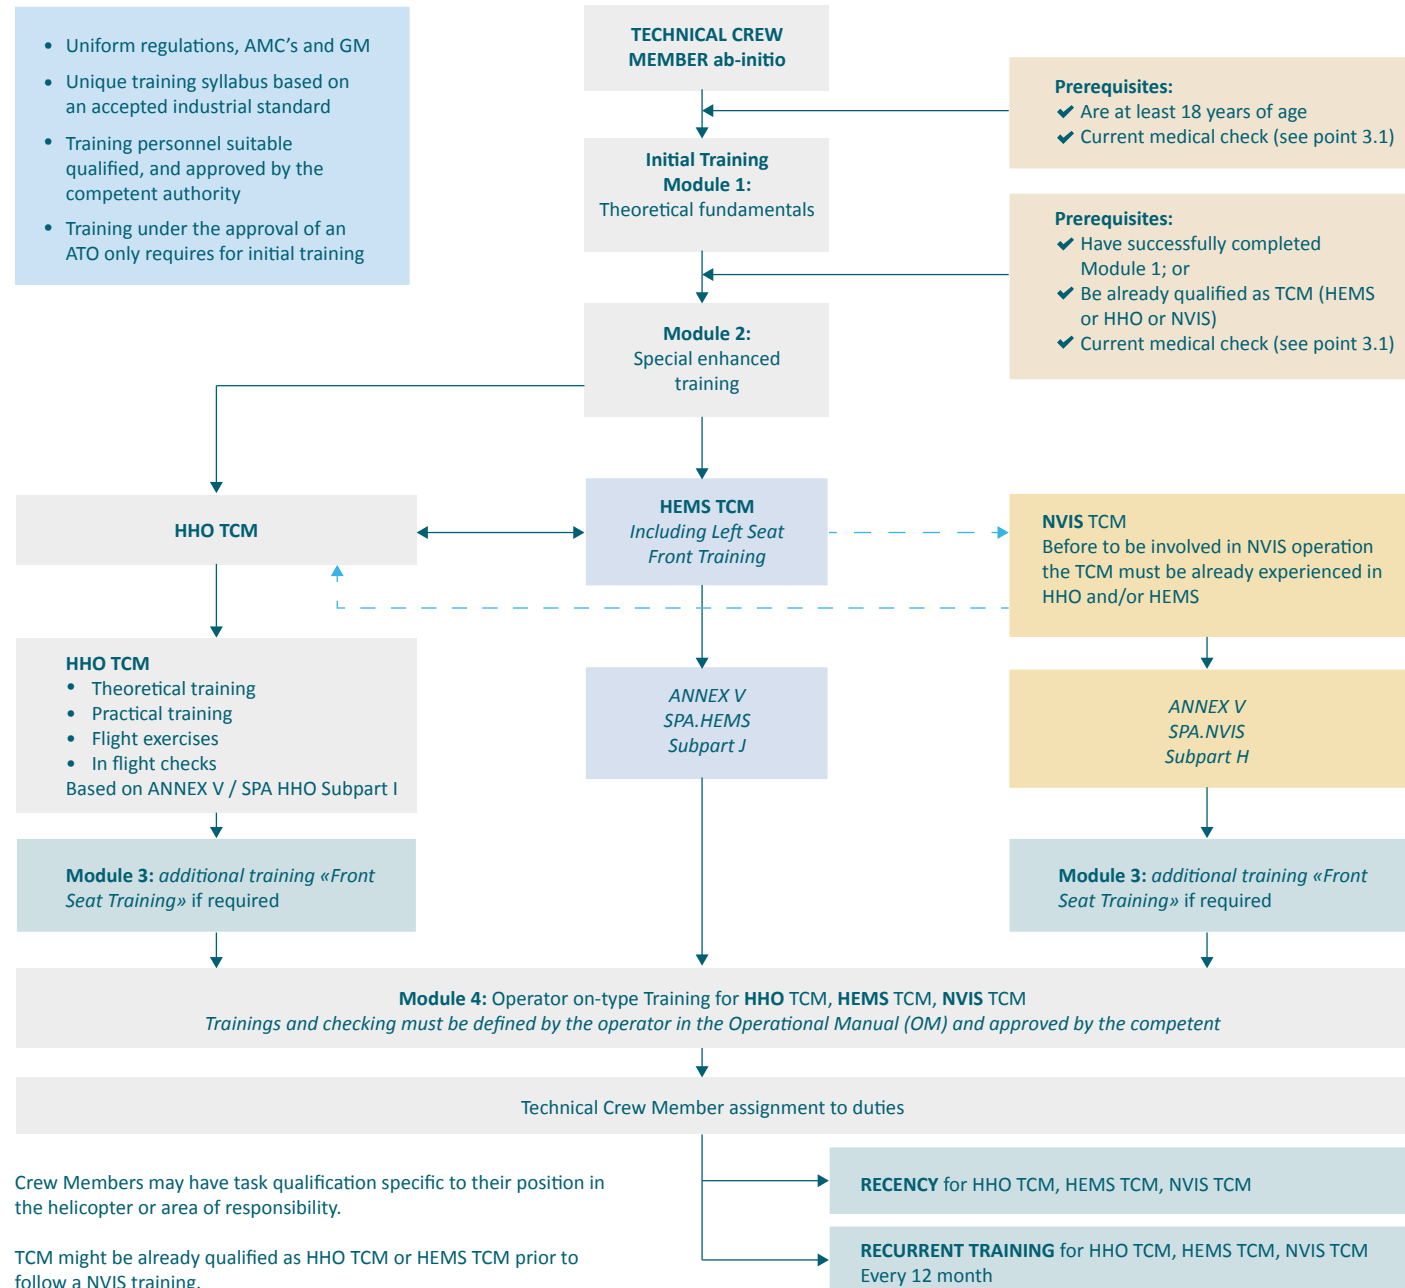 • Uniform regulations, AMC's and GM
• Unique training syllabus based on
an accepted industrial standard
• Training personnel suitable
qualified, and approved by the
competent authority
• Training under the approval of an
ATO only requires for initial training
TECHNICAL CREW
MEMBER ab-initio
Prerequisites:
✔ Are at least 18 years of age
✔ Current medical check (see point 3.1)
Initial Training
Module 1:
Theoretical fundamentals
Prerequisites:
✔ Have successfully completed
Module 1; or
✔ Be already qualified as TCM (HEMS
or HHO or NVIS)
✔ Current medical check (see point 3.1)
Module 2:
Special enhanced
training
HHO TCM
HEMS TCM
Including Left Seat
Front Training
NVIS TCM
Before to be involved in NVIS operation
the TCM must be already experienced in
HHO and/or HEMS
HHO TCM
• Theoretical training
• Practical training
• Flight exercises
• In flight checks
Based on ANNEX V / SPA HHO Subpart I
ANNEX V
SPA.HEMS
Subpart J
ANNEX V
SPA.NVIS
Subpart H
Module 3: additional training «Front
Seat Training» if required
Module 3: additional training «Front
Seat Training» if required
Module 4: Operator on-type Training for HHO TCM, HEMS TCM, NVIS TCM
Trainings and checking must be defined by the operator in the Operational Manual (OM) and approved by the competent
Technical Crew Member assignment to duties
Crew Members may have task qualification specific to their position in
the helicopter or area of responsibility.
TCM might be already qualified as HHO TCM or HEMS TCM prior to
follow a NVIS training.
RECENCY for HHO TCM, HEMS TCM, NVIS TCM
RECURRENT TRAINING for HHO TCM, HEMS TCM, NVIS TCM
Every 12 month